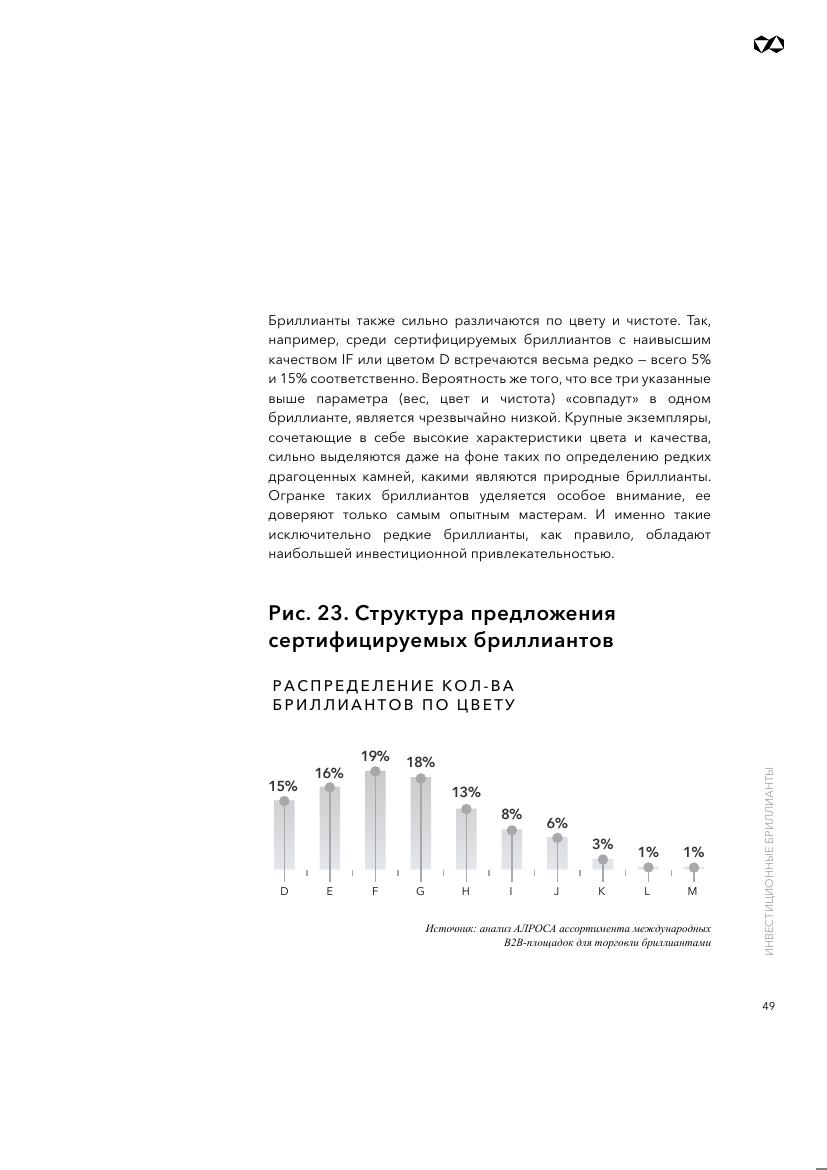 Бриллианты также сильно различаются по цвету и чистоте. Так,
например, среди сертифицируемых бриллиантов с наивысшим
качеством IF или цветом D встречаются весьма редко — всего 5%
и 15% соответственно. Вероятность же того, что все три указанные
выше параметра (вес, цвет и чистота) «совпадут» в одном
бриллианте, является чрезвычайно низкой. Крупные экземпляры,
сочетающие в себе высокие характеристики цвета и качества,
сильно выделяются даже на фоне таких по определению редких
драгоценных камней, какими являются природные бриллианты.
Огранке таких бриллиантов уделяется особое внимание, ее
доверяют только самым опытным мастерам. И именно такие
исключительно редкие бриллианты, как правило, обладают
наибольшей инвестиционной привлекательностью.
Рис. 23. Структура предложения
сертифицируемых бриллиантов
РАСПРЕДЕЛЕНИЕ КОЛ-ВА
БРИЛЛИАНТОВ ПО ЦВЕТУ
15% 16% 19% 18% 13% 8% 6% 3% 1% 1%
D E F G H I J K L M
Источник: анализ АЛРОСА ассортимента международных
B2B-площадок для торговли бриллиантами
ИНВЕСТИЦИОННЫЕ БРИЛЛИАНТЫ
49